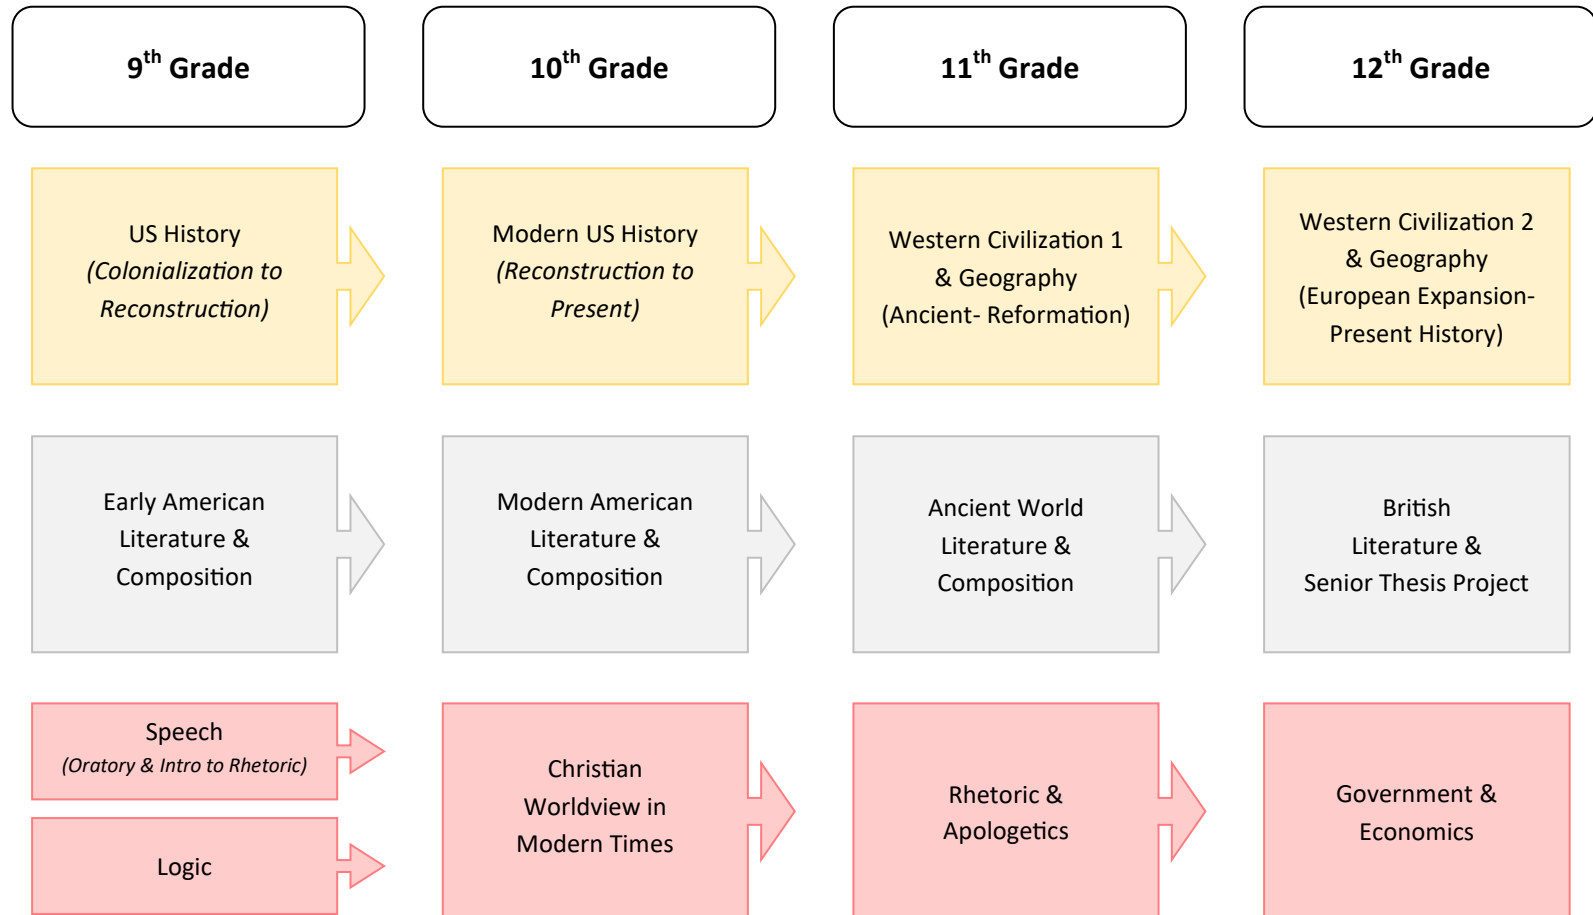 9th Grade
10th Grade
11th Grade
12th Grade
US History
(Colonialization to
Reconstruction)
Modern US History
(Reconstruction to
Present)
Western Civilization 1
& Geography
(Ancient- Reformation)
Western Civilization 2
& Geography
(European Expansion-
Present History)
Early American
Literature &
Composition
Modern American
Literature &
Composition
Ancient World
Literature &
Composition
British
Literature &
Senior Thesis Project
Speech
(Oratory & Intro to Rhetoric)
Logic
Christian
Worldview in
Modern Times
Rhetoric &
Apologetics
Government &
Economics